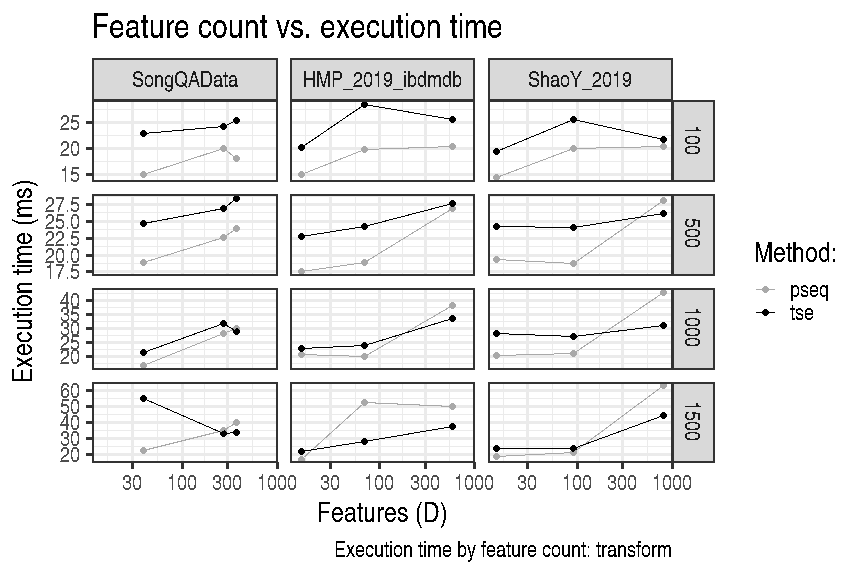 Feature count vs. execution time
SongQAData HMP_2019_ibdmdb ShaoY_2019
25
20
15
100
27.5
25.0
22.5
20.0
17.5
500
40
35
30
25
20
1000
60
50
40
30
20
1500
Execution time (ms)
30 100 300 1000 30 100 300 1000 30 100 300 1000
Features (D)
Execution time by feature count: transform
Method:
pseq
tse